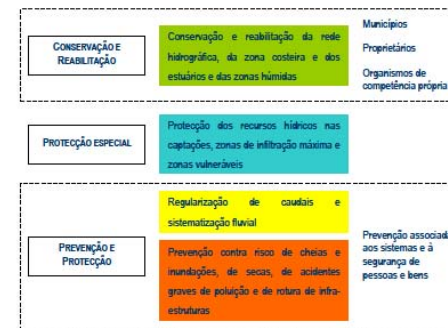 CONSERVAÇÃO E
REABILITAÇÃO
Conservação e reabilitação da rede
hidrográfica, da zona costeira e dos
estuários e das zonas húmidas
Municípios
Proprietários
Organismos de
competência própria
PROTECÇÃO ESPECIAL
Protecção dos recursos hídricos nas
captações, zonas de infiltração máxima e
zonas vulneráveis
PREVENÇÃO E
PROTECÇÃO
Regularização de caudais e
sistematização fluvial
Prevenção contra risco de cheias e
inundações, de secas, de acidentes
graves de poluição e de rotura de infra-
estruturas
Prevenção associada
aos sistemas e à
segurança de
pessoas e bens